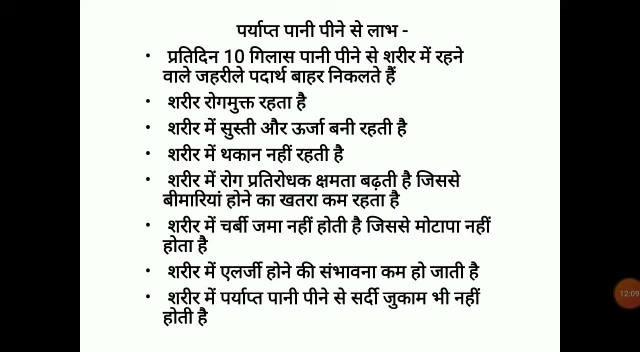 पर्याप्त पानी पीने से लाभ -
• प्रतिदिन 10 गिलास पानी पीने से शरीर में रहने
वाले जहरीले पदार्थ बाहर निकलते हैं
• शरीर रोगमुक्त रहता है
• शरीर में सुस्ती और ऊर्जा बनी रहती है
• शरीर में थकान नहीं रहती है
• शरीर में रोग प्रतिरोधक क्षमता बढ़ती है जिससे
बीमारियां होने का खतरा कम रहता है
• शरीर में चर्बी जमा नहीं होती है जिससे मोटापा नहीं
होता है
• शरीर में एलर्जी होने की संभावना कम हो जाती है
• शरीर में पर्याप्त पानी पीने से सर्दी जुकाम भी नहीं
होती है
12:09